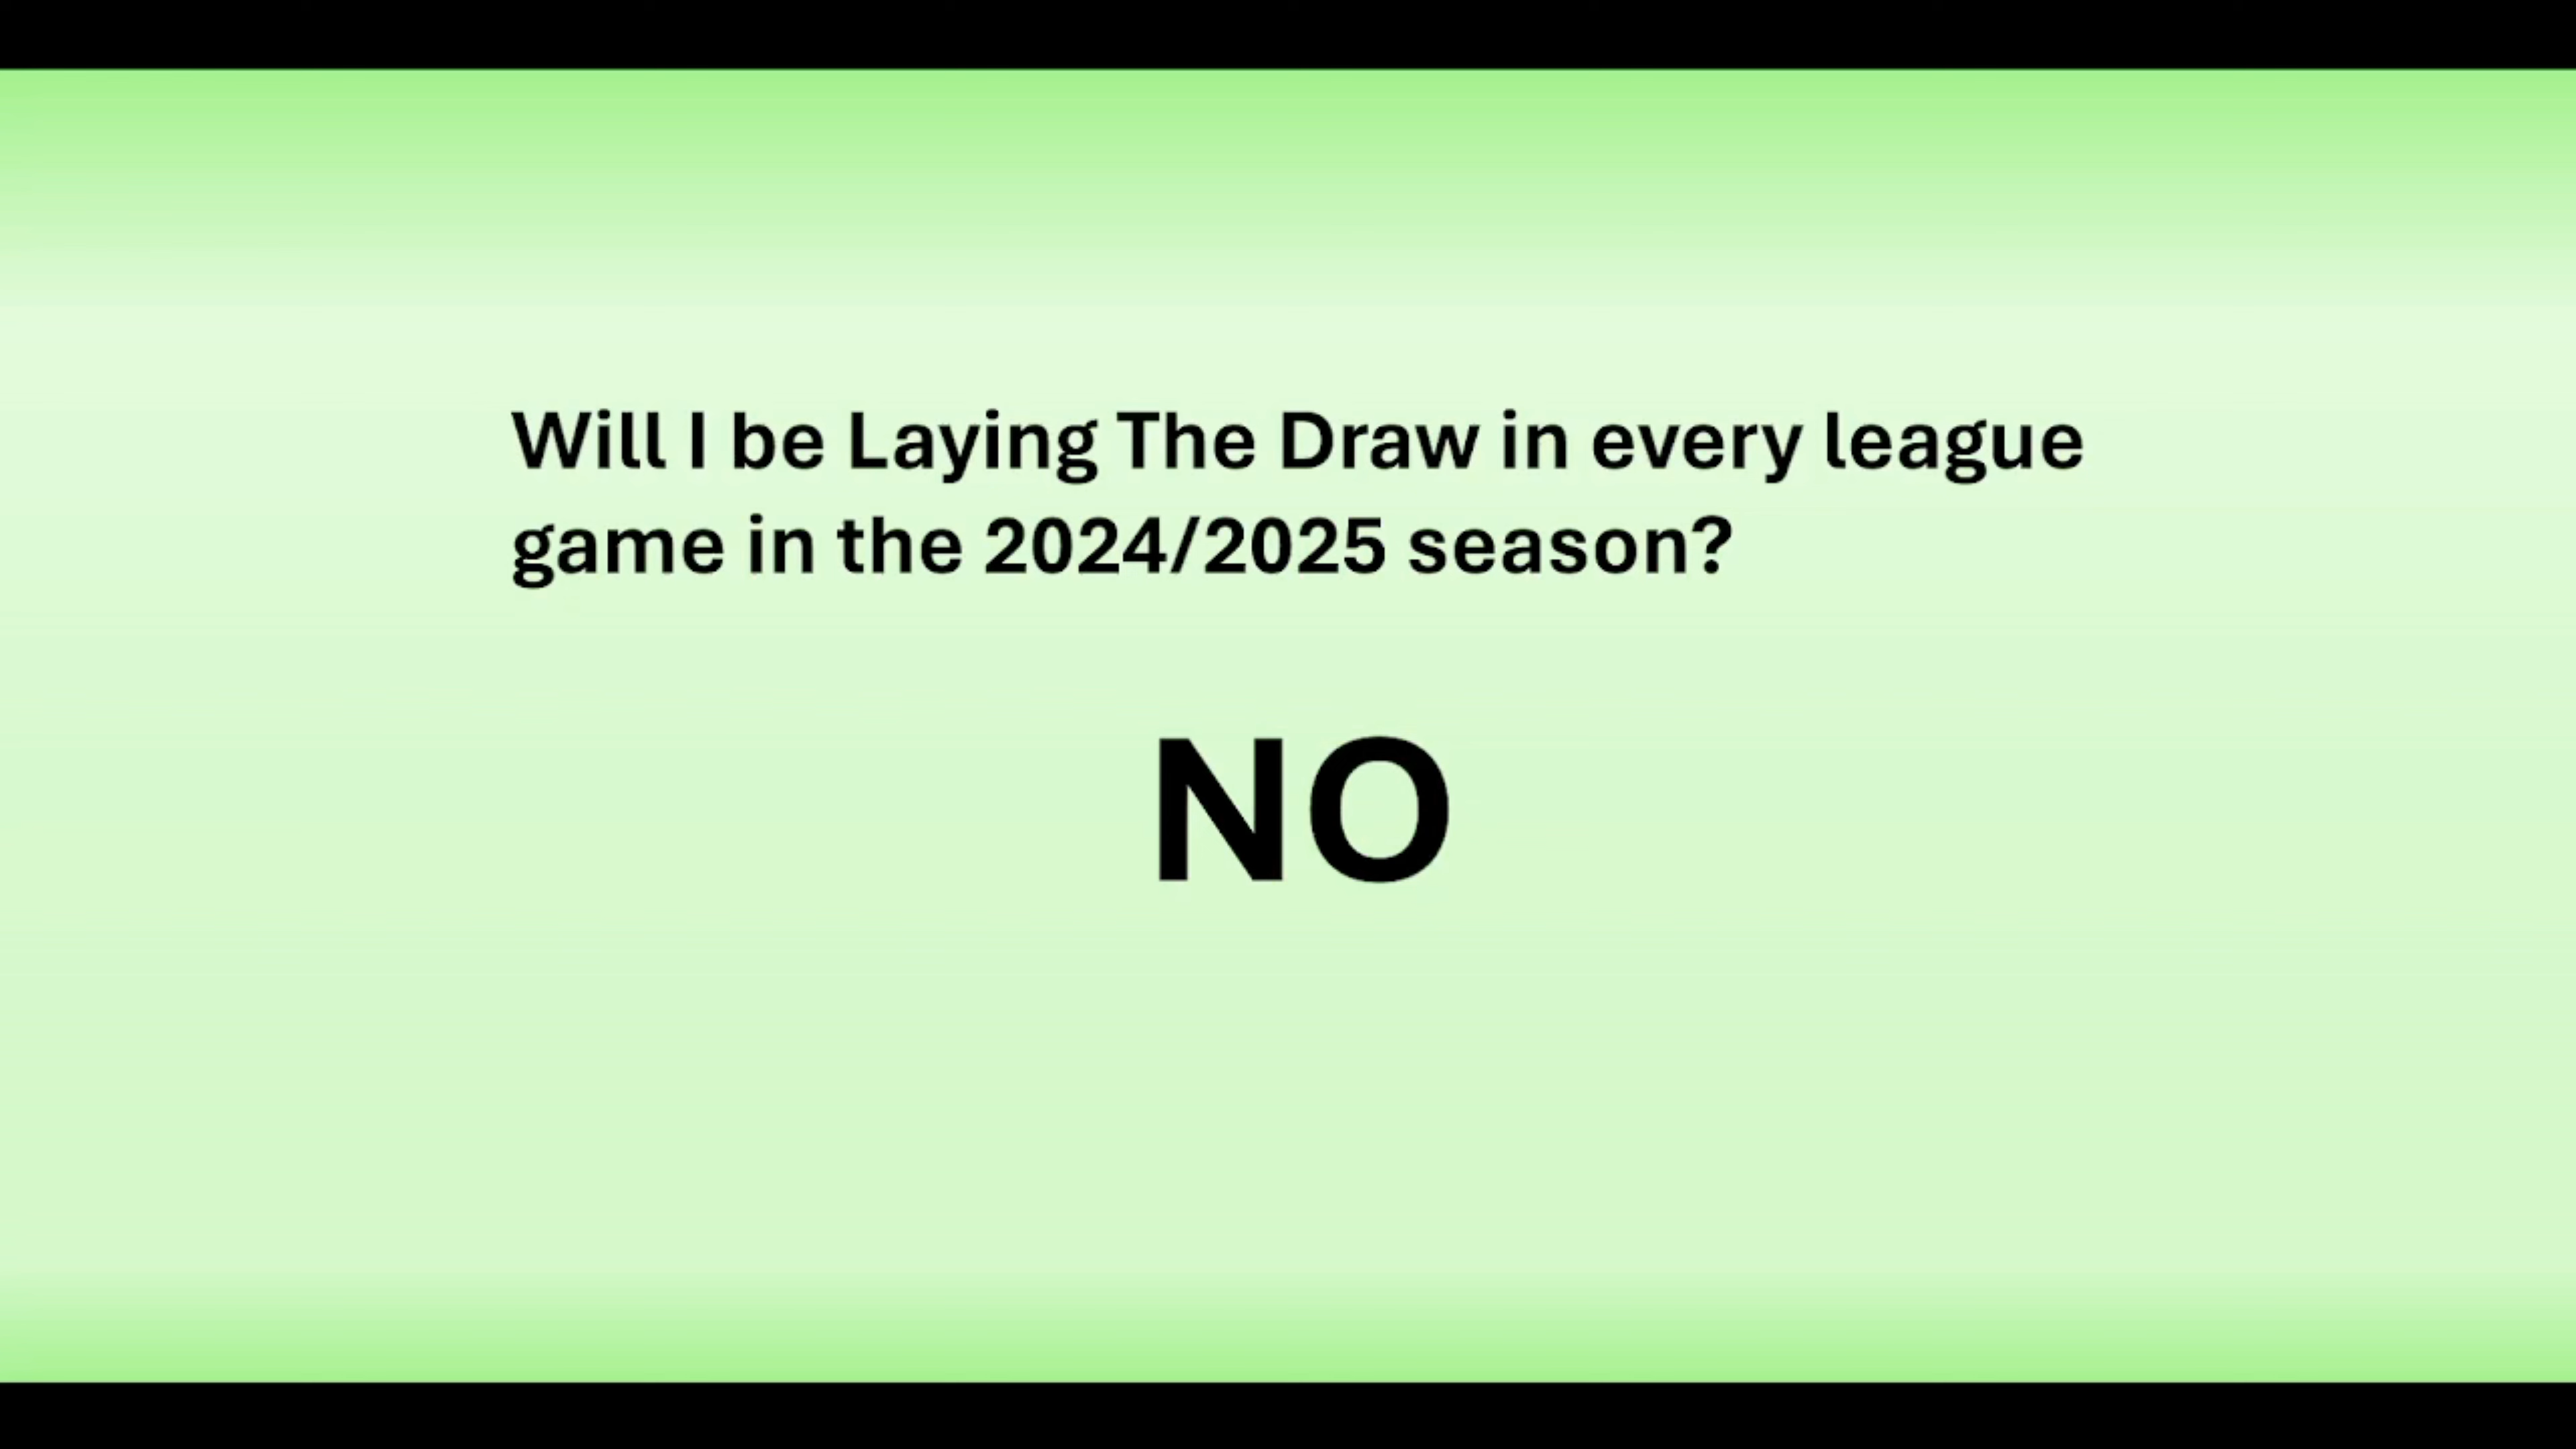 Will I be Laying The Draw in every league
game in the 2024/2025 season?
NO